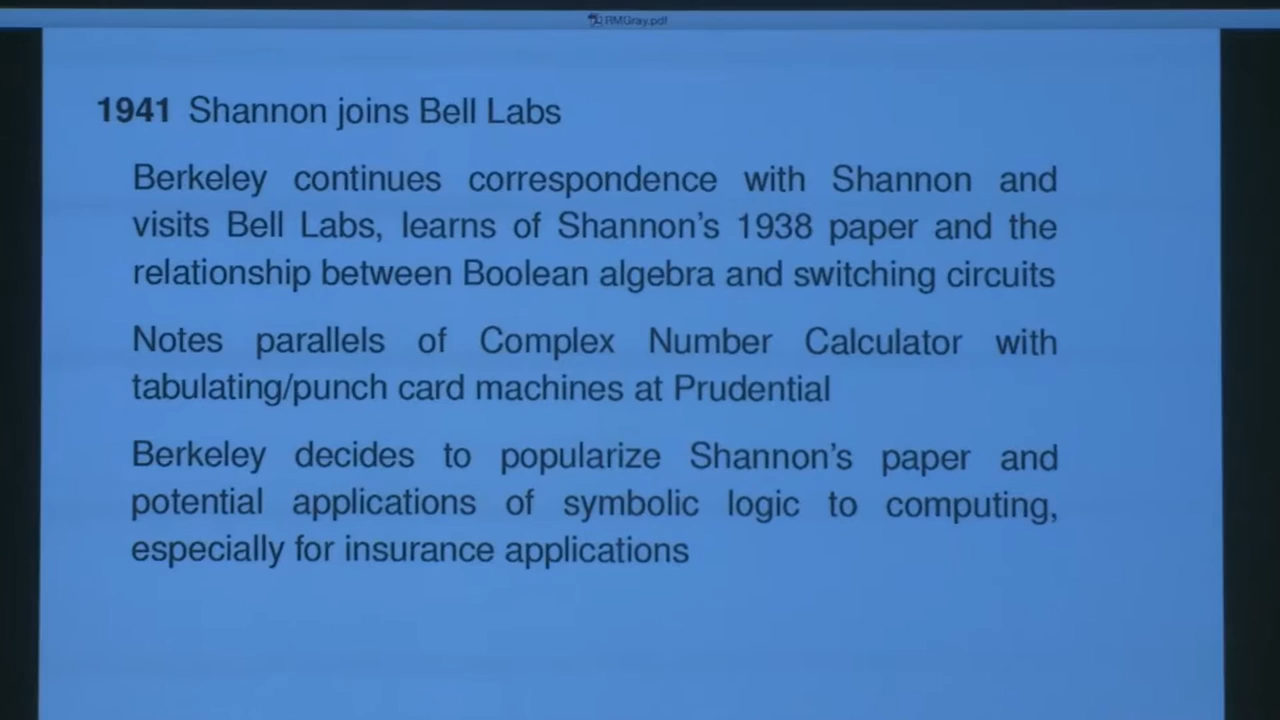 RMGray.pdf
1941 Shannon joins Bell Labs
Berkeley continues correspondence with Shannon and
visits Bell Labs, learns of Shannon's 1938 paper and the
relationship between Boolean algebra and switching circuits
Notes parallels of Complex Number Calculator with
tabulating/punch card machines at Prudential
Berkeley decides to popularize Shannon's paper and
potential applications of symbolic logic to computing,
especially for insurance applications